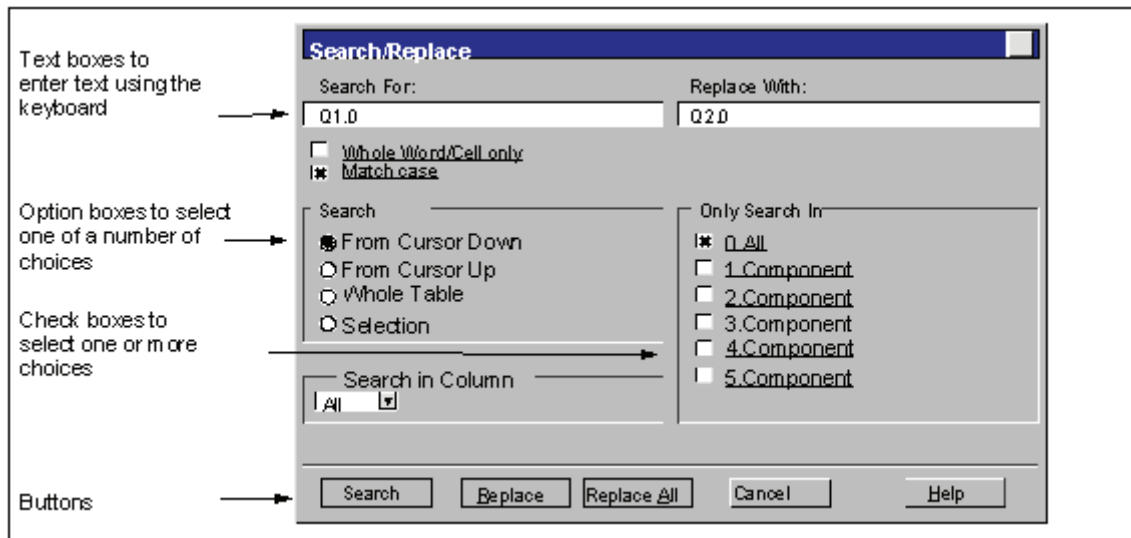 Text boxes to
enter text using the
keyboard
Search/Replace
Search For:
Replace With:
Q1.0
Q2.0
Whole Word/Cell only
Match case
Option boxes to select
one of a number of
choices
Search
From Cursor Down
From Cursor Up
Whole Table
Selection
Only Search In
0.All
1.Component
2.Component
3.Component
4.Component
5.Component
Check boxes to
select one or more
choices
Search in Column
All
Buttons
Search
Replace
Replace All
Cancel
Help